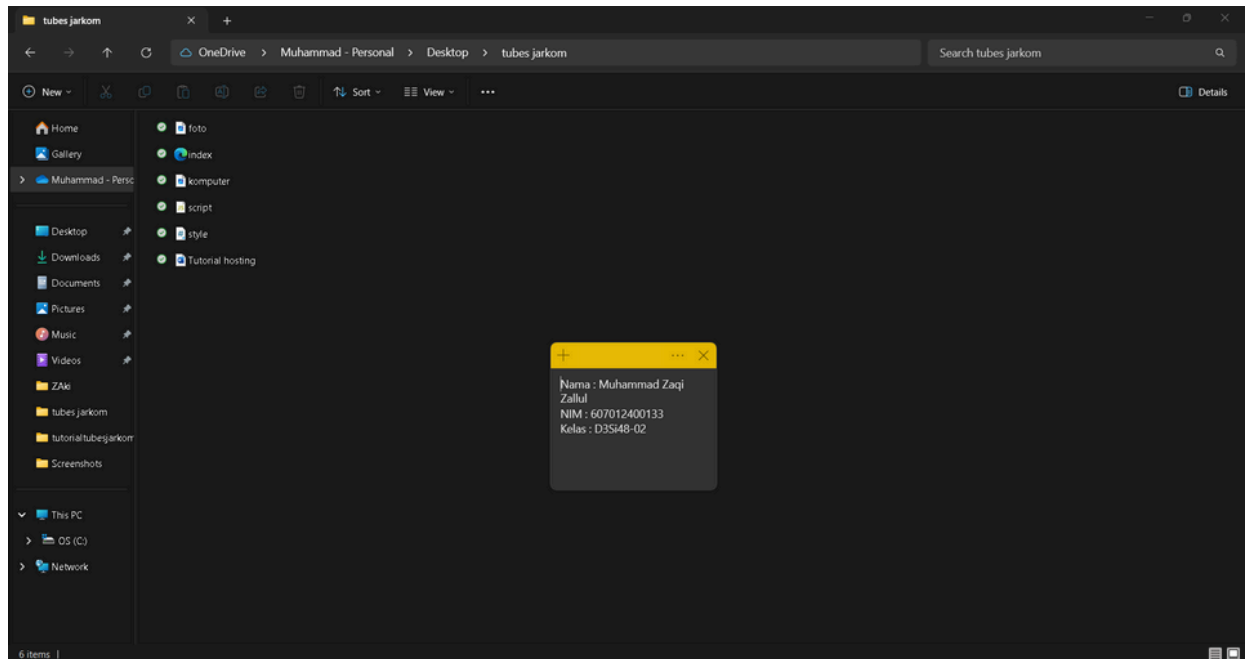 tubes jarkom
OneDrive > Muhammad - Personal > Desktop > tubes jarkom
Search tubes jarkom
New
Sort
View
Details
Home
Gallery
Muhammad - Perso
Desktop
Downloads
Documents
Pictures
Music
Videos
ZAki
tubes jarkom
tutorialtubesjarkom
Screenshots
This PC
OS (C:)
Network
foto
index
komputer
script
style
Tutorial hosting
Nama : Muhammad Zaqi
Zallul
NIM : 607012400133
Kelas : D3Si48-02
6 items